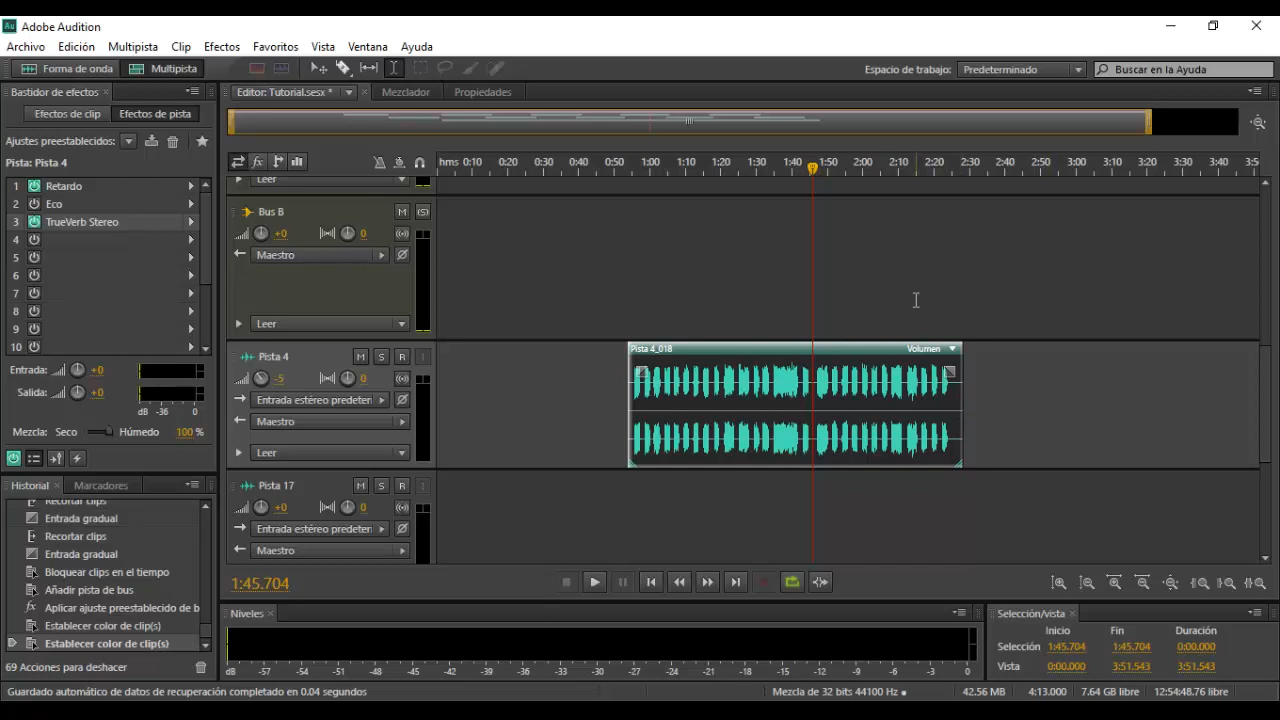 Au Adobe Audition
Archivo Edición Multipista Clip Efectos Favoritos Vista Ventana Ayuda
Forma de onda Multipista Espacio de trabajo: Predeterminado Buscar en la Ayuda
Bastidor de efectos × Editor: Tutorial.sesx * × Mezclador Propiedades
Efectos de clip Efectos de pista
Ajustes preestablecidos:
Pista: Pista 4
hms 0:10 0:20 0:30 0:40 0:50 1:00 1:10 1:20 1:30 1:40 1:50 2:00 2:10 2:20 2:30 2:40 2:50 3:00 3:10 3:20 3:30 3:40 3:5
1 Retardo
2 Eco
3 TrueVerb Stereo
4
5
6
7
8
9
10
Entrada: +0
Salida: +0
dB -36 0
Mezcla: Seco Húmedo 100 %
Leer
Bus B M (S)
+0 0
Maestro
Leer
Pista 4 M S R I
-5 0
Entrada estéreo predeter
Maestro
Leer
Pista 4_018 Volumen
Pista 17 M S R I
+0 0
Entrada estéreo predeter
Maestro
Historial × Marcadores
Recortar clips
Entrada gradual
Recortar clips
Entrada gradual
Bloquear clips en el tiempo
Añadir pista de bus
fx Aplicar ajuste preestablecido de b
Establecer color de clip(s)
Establecer color de clip(s)
69 Acciones para deshacer
1:45.704
Niveles ×
dB -57 -54 -51 -48 -45 -42 -39 -36 -33 -30 -27 -24 -21 -18 -15 -12 -9 -6 -3 0
Selección/vista ×
Inicio Fin Duración
Selección 1:45.704 1:45.704 0:00.000
Vista 0:00.000 3:51.543 3:51.543
Guardado automático de datos de recuperación completado en 0.04 segundos Mezcla de 32 bits 44100 Hz 42.56 MB 4:13.000 7.64 GB libre 12:54:48.76 libre